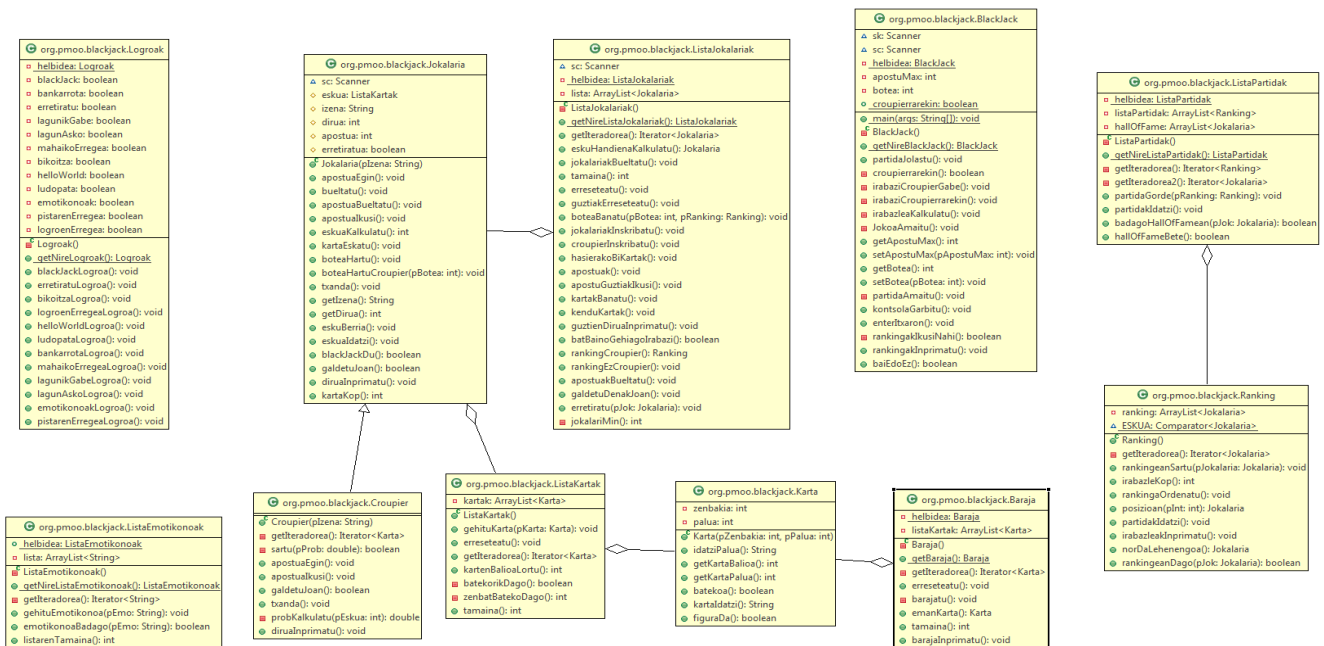 org.pmoo.blackjack.Logroak
helbidea: Logroak
blackJack: boolean
bankarrota: boolean
erretiratu: boolean
lagunikGabe: boolean
lagunAsko: boolean
mahaikoErregea: boolean
bikoitza: boolean
helloWorld: boolean
ludopata: boolean
emotikonoak: boolean
pistarenErregea: boolean
logroenErregea: boolean
Logroak()
getNireLogroak(): Logroak
blackJackLogroa(): void
erretiratuLogroa(): void
bikoitzaLogroa(): void
logroenErregeaLogroa(): void
helloWorldLogroa(): void
ludopataLogroa(): void
bankarrotaLogroa(): void
mahaikoErregeaLogroa(): void
lagunikGabeLogroa(): void
lagunAskoLogroa(): void
emotikonoakLogroa(): void
pistarenErregeaLogroa(): void
org.pmoo.blackjack.Jokalaria
sc: Scanner
eskua: ListaKartak
izena: String
dirua: int
apostua: int
erretiratua: boolean
Jokalaria(pIzena: String)
apostuaEgin(): void
bueltatu(): void
apostuaBueltatu(): void
apostuaIkusi(): void
eskuaKalkulatu(): int
kartaEskatu(): void
boteaHartu(): void
boteaHartuCroupier(pBotea: int): void
txanda(): void
getIzena(): String
getDirua(): int
eskuBerria(): void
eskuaIdatzi(): void
blackJackDu(): boolean
galdetuJoan(): boolean
diruaInprimatu(): void
kartaKop(): int
org.pmoo.blackjack.ListaJokalariak
sc: Scanner
helbidea: ListaJokalariak
lista: ArrayList<Jokalaria>
ListaJokalariak()
getNireListaJokalariak(): ListaJokalariak
getIteradorea(): Iterator<Jokalaria>
eskuHandienaKalkulatu(): Jokalaria
jokalariakBueltatu(): void
tamaina(): int
erreseteatu(): void
guztiakErreseteatu(): void
boteaBanatu(pBotea: int, pRanking: Ranking): void
jokalariakInskribatu(): void
croupierInskribatu(): void
hasierakoBiKartak(): void
apostuak(): void
apostuGuztiakIkusi(): void
kartakBanatu(): void
kenduKartak(): void
guztienDiruaInprimatu(): void
batBainoGehiagoIrabazi(): boolean
rankingCroupier(): Ranking
rankingEzCroupier(): void
apostuakBueltatu(): void
galdetuDenakJoan(): void
erretiratu(pJok: Jokalaria): void
jokalariMin(): int
org.pmoo.blackjack.BlackJack
sk: Scanner
sc: Scanner
helbidea: BlackJack
apostuMax: int
botea: int
croupierrarekin: boolean
main(args: String[]): void
BlackJack()
getNireBlackJack(): BlackJack
partidaJolastu(): void
croupierrarekin(): boolean
irabaziCroupierGabe(): void
irabaziCroupierrarekin(): void
irabazleaKalkulatu(): void
JokoaAmaitu(): void
getApostuMax(): int
setApostuMax(pApostuMax: int): void
getBotea(): int
setBotea(pBotea: int): void
partidaAmaitu(): void
kontsolaGarbitu(): void
enterItxaron(): void
rankingakIkusiNahi(): boolean
rankingakInprimatu(): void
baiEdoEz(): boolean
org.pmoo.blackjack.ListaPartidak
helbidea: ListaPartidak
listaPartidak: ArrayList<Ranking>
hallOfFame: ArrayList<Jokalaria>
ListaPartidak()
getNireListaPartidak(): ListaPartidak
getIteradorea(): Iterator<Ranking>
getIteradorea2(): Iterator<Jokalaria>
partidaGorde(pRanking: Ranking): void
partidakIdatzi(): void
badagoHallOfFamean(pJok: Jokalaria): boolean
hallOfFameBete(): boolean
org.pmoo.blackjack.Ranking
ranking: ArrayList<Jokalaria>
ESKUA: Comparator<Jokalaria>
Ranking()
getIteradorea(): Iterator<Jokalaria>
rankingeanSartu(pJokalaria: Jokalaria): void
irabazleKop(): int
rankingaOrdenatu(): void
posizioan(pInt: int): Jokalaria
partidakIdatzi(): void
irabazleakInprimatu(): void
norDaLehenengoa(): Jokalaria
rankingeanDago(pJok: Jokalaria): boolean
org.pmoo.blackjack.ListaEmotikonoak
helbidea: ListaEmotikonoak
lista: ArrayList<String>
ListaEmotikonoak()
getNireListaEmotikonoak(): ListaEmotikonoak
getIteradorea(): Iterator<String>
gehituEmotikonoa(pEmo: String): void
emotikonoaBadago(pEmo: String): boolean
listarenTamaina(): int
org.pmoo.blackjack.Croupier
Croupier(pIzena: String)
getIteradorea(): Iterator<Karta>
sartu(pProb: double): boolean
apostuaEgin(): void
apostuaIkusi(): void
galdetuJoan(): boolean
txanda(): void
probKalkulatu(pEskua: int): double
diruaInprimatu(): void
org.pmoo.blackjack.ListaKartak
kartak: ArrayList<Karta>
ListaKartak()
gehituKarta(pKarta: Karta): void
erreseteatu(): void
getIteradorea(): Iterator<Karta>
kartenBalioaLortu(): int
batekorikDago(): boolean
zenbatBatekoDago(): int
tamaina(): int
org.pmoo.blackjack.Karta
zenbakia: int
palua: int
Karta(pZenbakia: int, pPalua: int)
idatziPalua(): String
getKartaBalioa(): int
getKartaPalua(): int
batekoa(): boolean
kartaIdatzi(): String
figuraDa(): boolean
org.pmoo.blackjack.Baraja
helbidea: Baraja
listaKartak: ArrayList<Karta>
Baraja()
getBaraja(): Baraja
getIteradorea(): Iterator<Karta>
erreseteatu(): void
barajatu(): void
emanKarta(): Karta
tamaina(): int
barajaInprimatu(): void